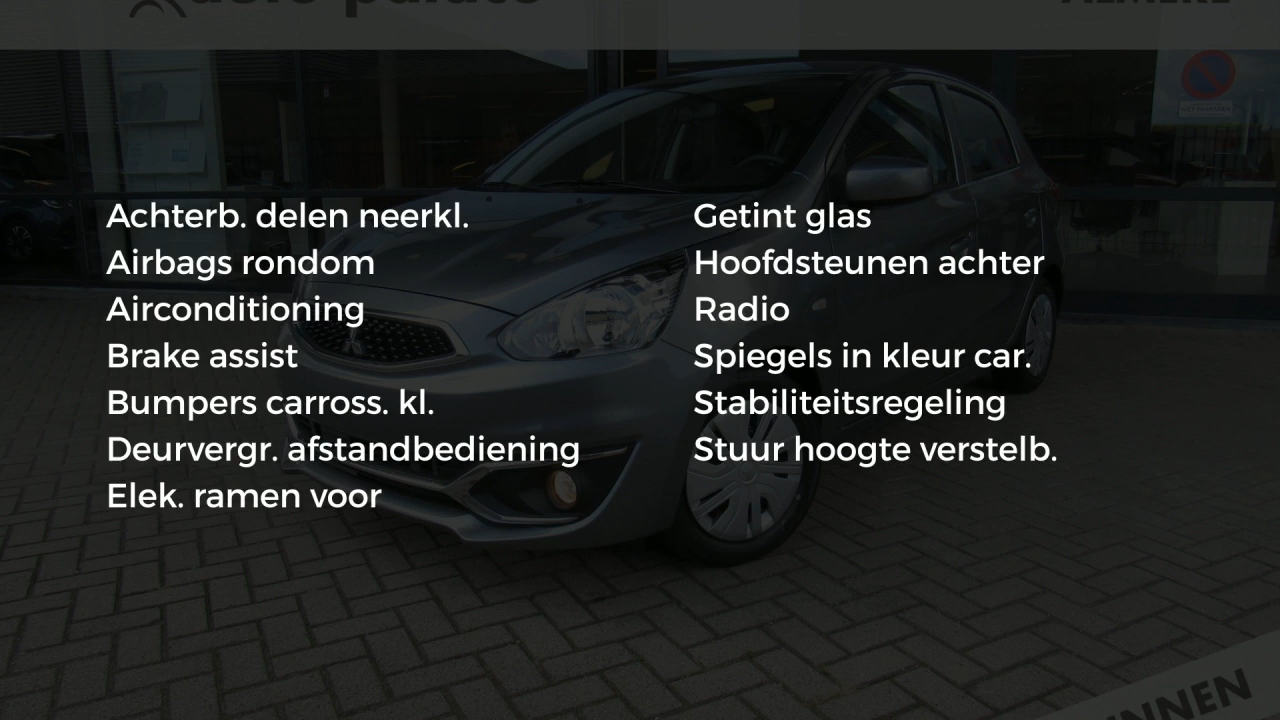 ALMERE
Achterb. delen neerkl.
Airbags rondom
Airconditioning
Brake assist
Bumpers carross. kl.
Deurvergr. afstandbediening
Elek. ramen voor
Getint glas
Hoofdsteunen achter
Radio
Spiegels in kleur car.
Stabiliteitsregeling
Stuur hoogte verstelb.